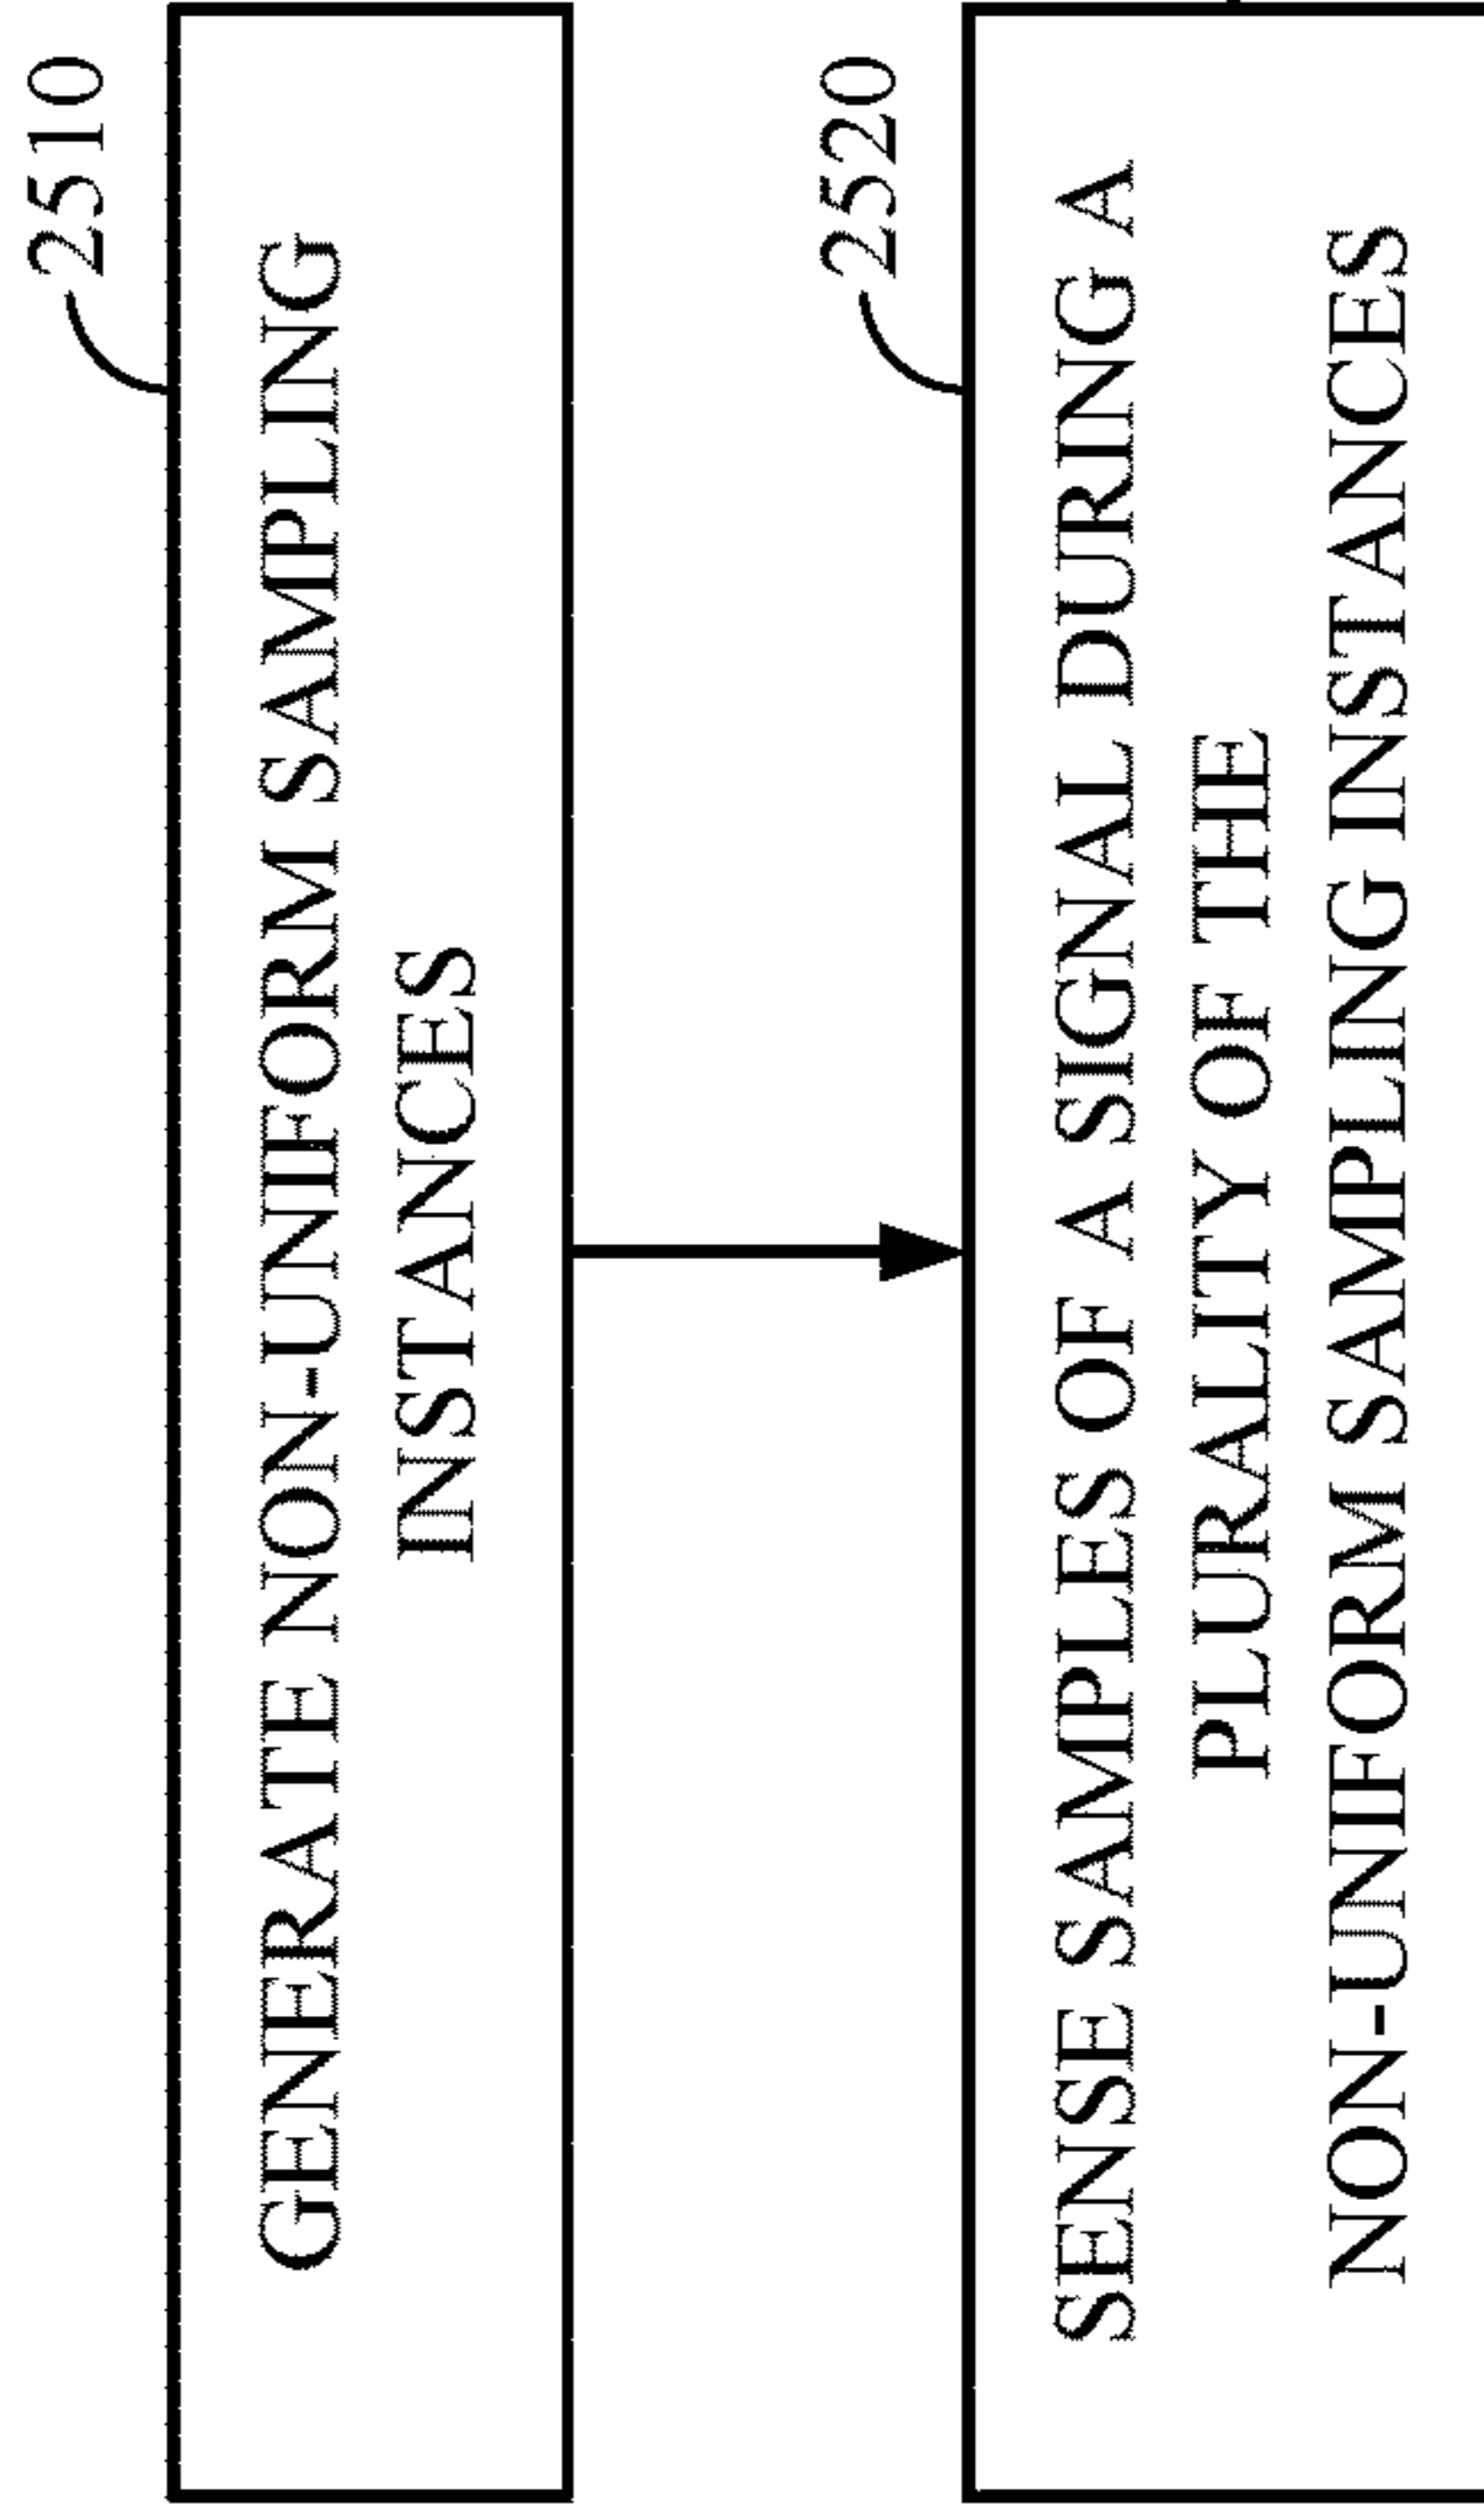 2510
GENERATE NON-UNIFORM SAMPLING
INSTANCES
2520
SENSE SAMPLES OF A SIGNAL DURING A
PLURALITY OF THE
NON-UNIFORM SAMPLING INSTANCES